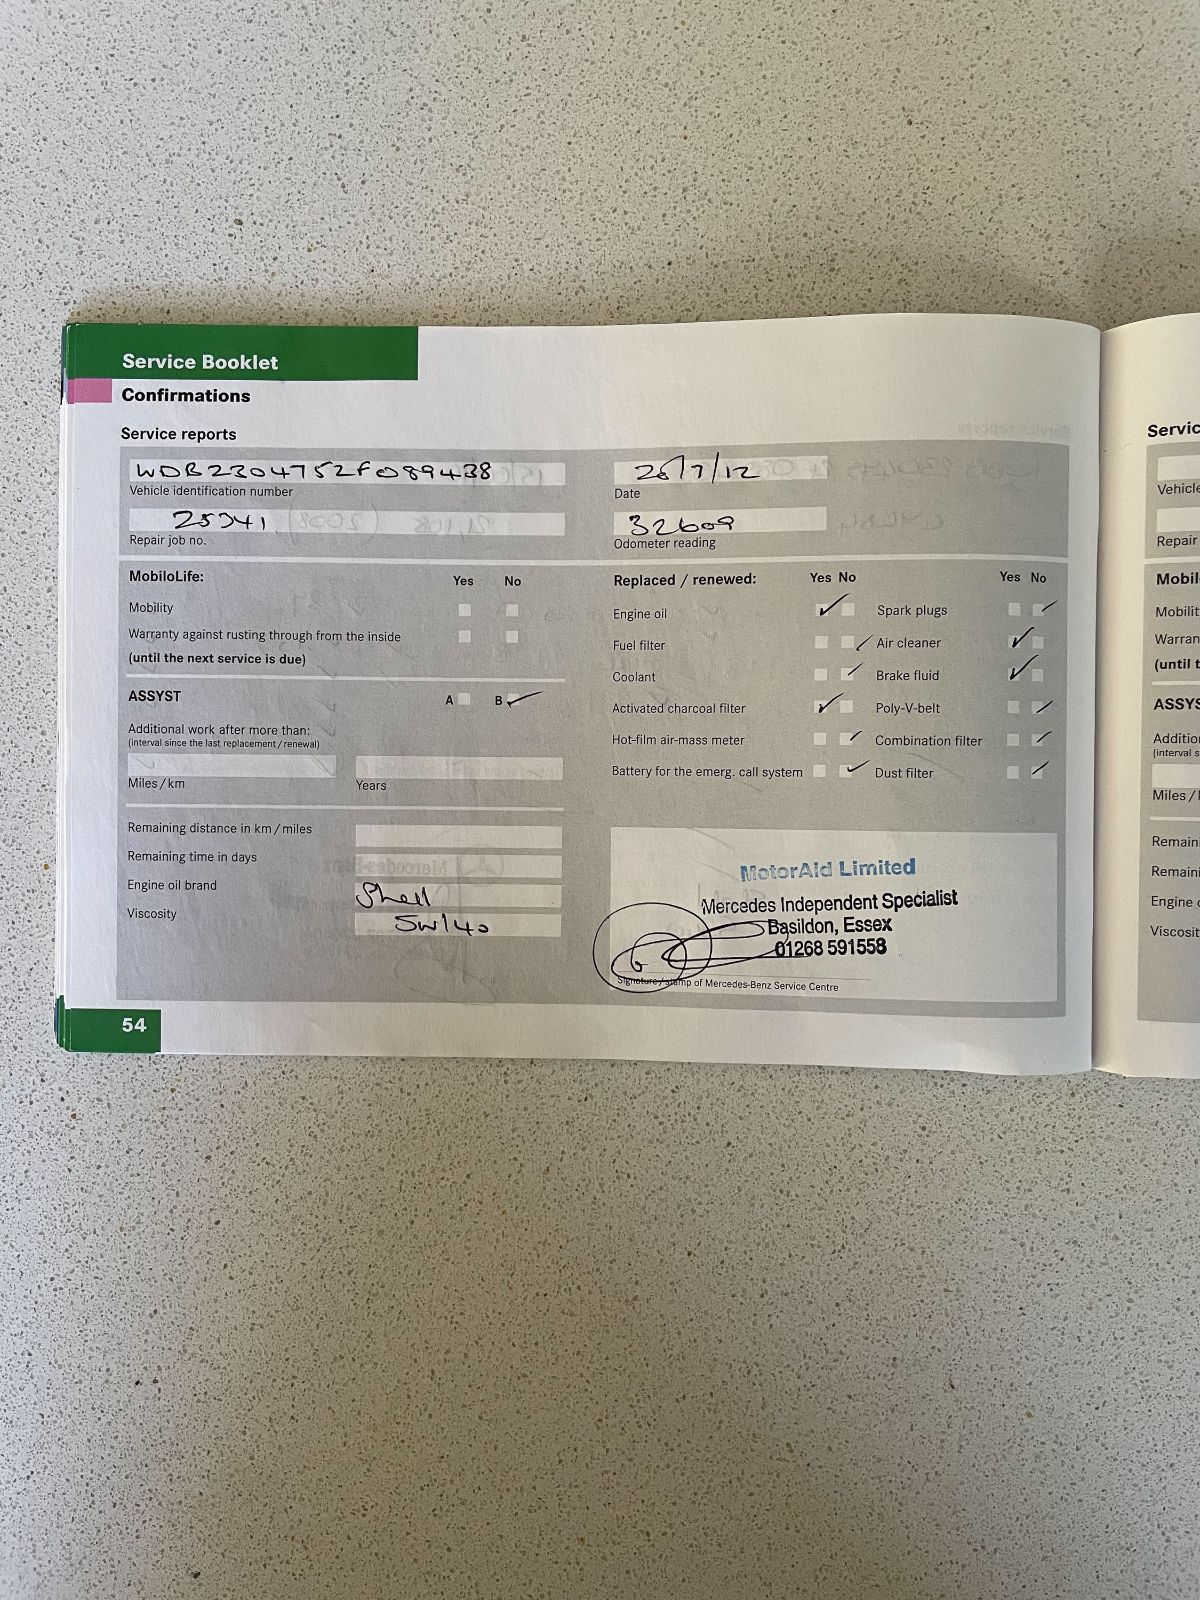 Service Booklet
Confirmations
Service reports
WDB2304752F089438
Vehicle identification number
Date
Repair job no.
32609
Odometer reading
MobiloLife: Yes No
Mobility
Warranty against rusting through from the inside
(until the next service is due)
ASSYST A B
Additional work after more than:
(interval since the last replacement / renewal)
Miles / km Years
Remaining distance in km / miles
Remaining time in days
Engine oil brand Shell
Viscosity 5w/40
Replaced / renewed: Yes No Yes No
Engine oil Spark plugs
Fuel filter Air cleaner
Coolant Brake fluid
Activated charcoal filter Poly-V-belt
Hot-film air-mass meter Combination filter
Battery for the emerg. call system Dust filter
MotorAid Limited
Mercedes Independent Specialist
Basildon, Essex
01268 591558
Signature / stamp of Mercedes-Benz Service Centre
54
Servic
Vehicle
Repair
Mobil
Mobilit
Warran
(until t
ASSYS
Additio
(interval s
Miles /
Remain
Remaini
Engine
Viscosit